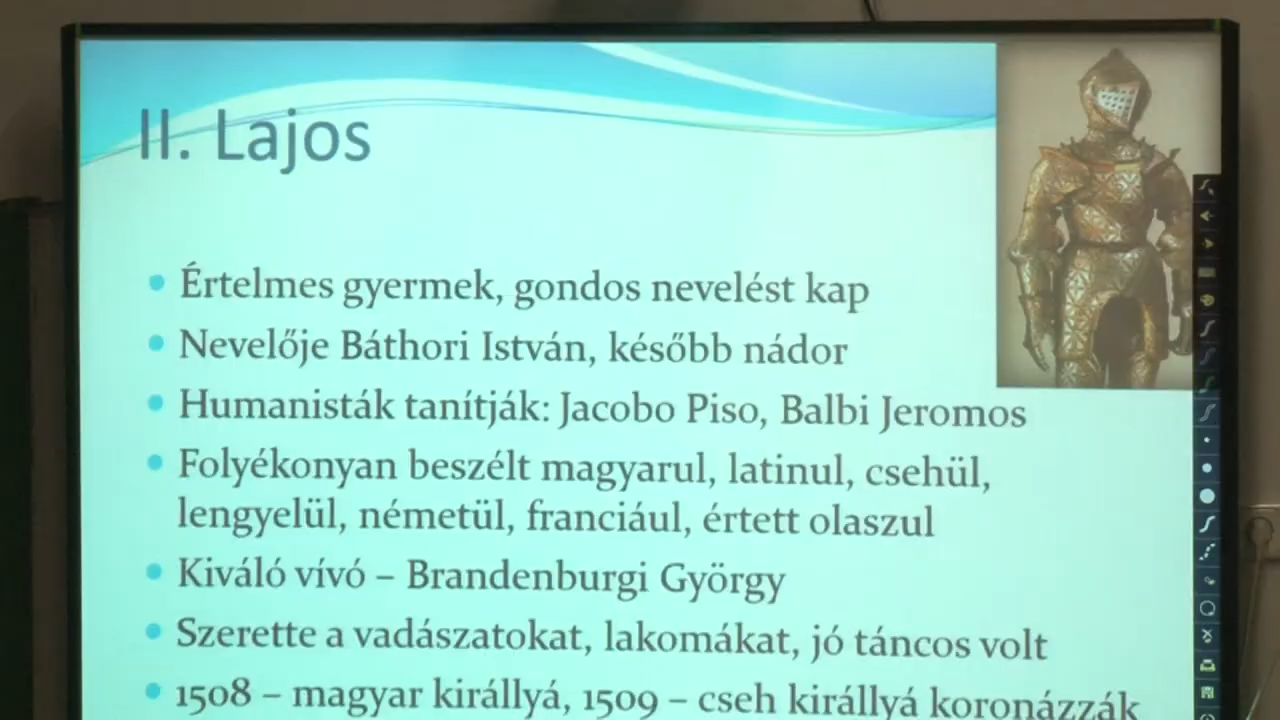 II. Lajos
Értelmes gyermek, gondos nevelést kap
Nevelője Báthori István, később nádor
Humanisták tanítják: Jacobo Piso, Balbi Jeromos
Folyékonyan beszélt magyarul, latinul, csehül,
lengyelül, németül, franciául, értett olaszul
Kiváló vívó – Brandenburgi György
Szerette a vadászatokat, lakomákat, jó táncos volt
1508 – magyar királlyá, 1509 – cseh királlyá koronázzák